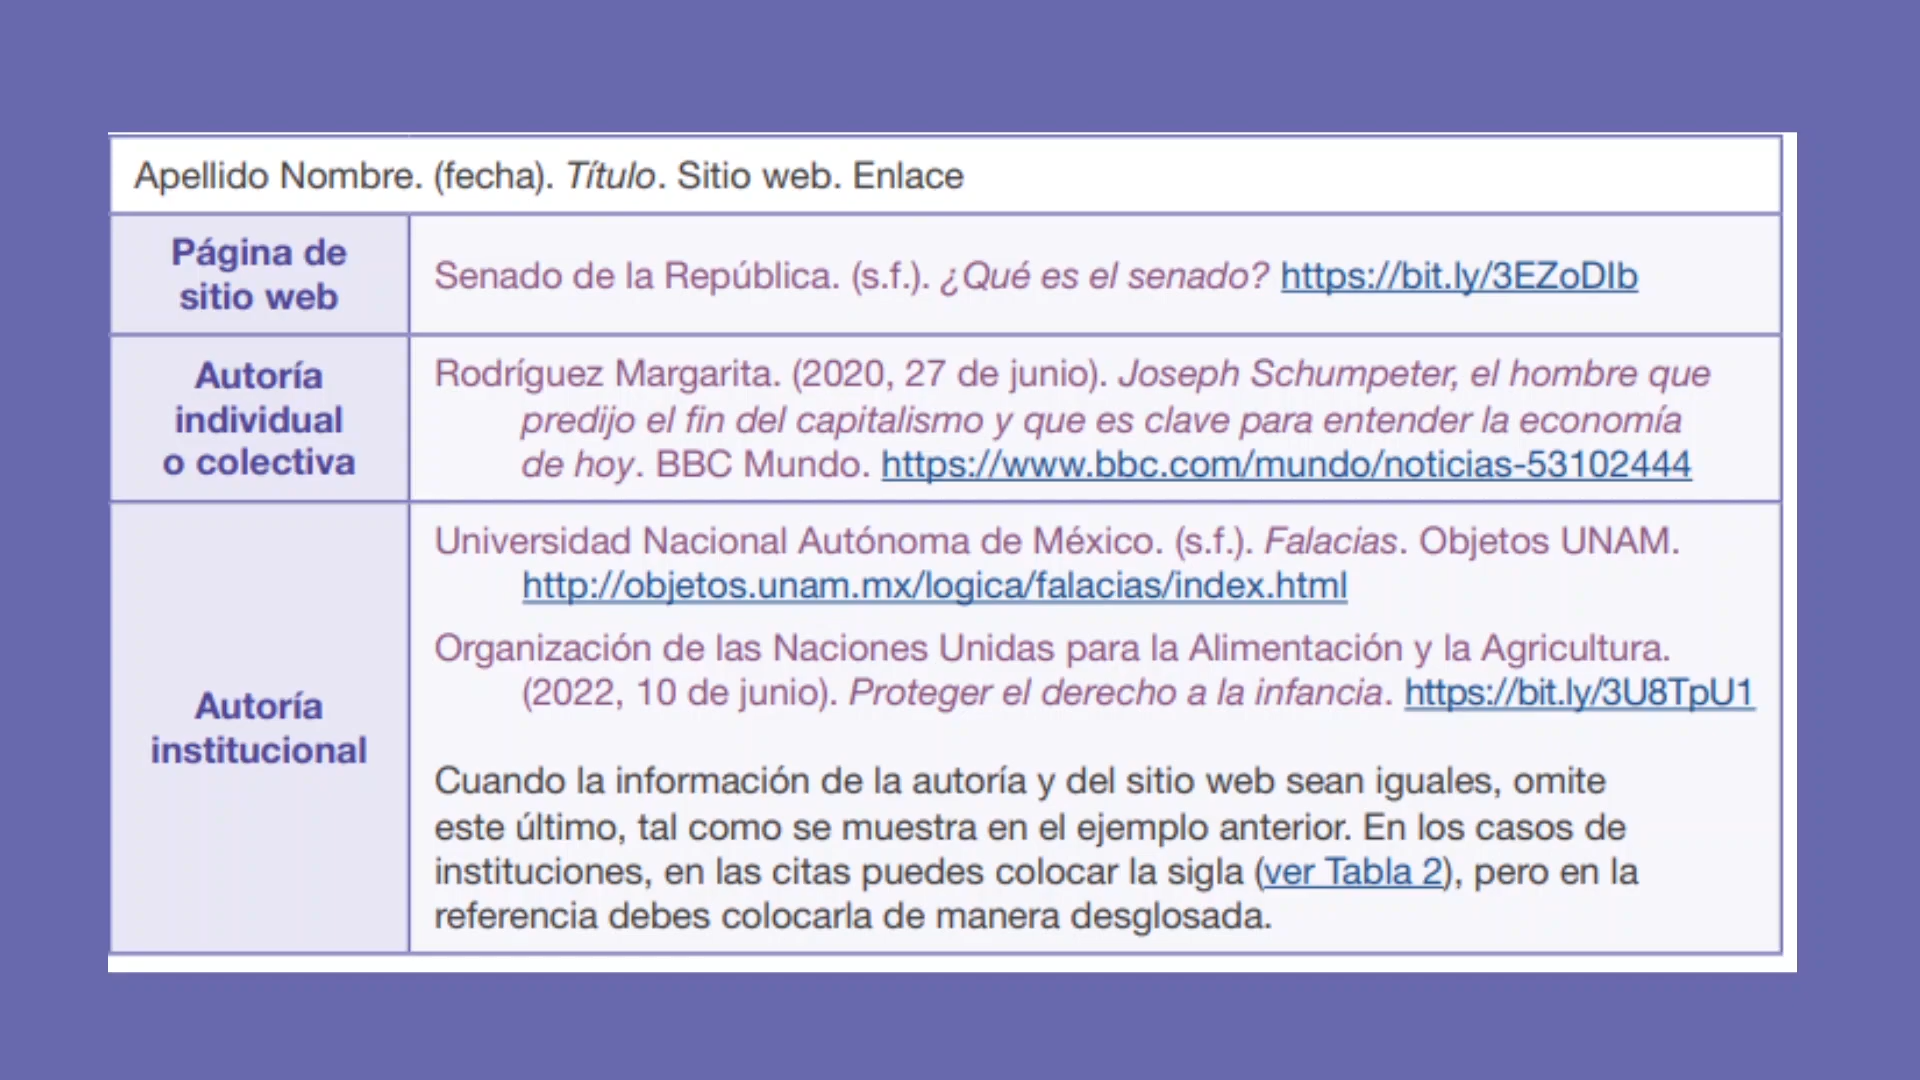 Apellido Nombre. (fecha). Título. Sitio web. Enlace
Página de
sitio web
Senado de la República. (s.f.). ¿Qué es el senado? https://bit.ly/3EZoDIb
Autoría
individual
o colectiva
Rodríguez Margarita. (2020, 27 de junio). Joseph Schumpeter, el hombre que
predijo el fin del capitalismo y que es clave para entender la economía
de hoy. BBC Mundo. https://www.bbc.com/mundo/noticias-53102444
Autoría
institucional
Universidad Nacional Autónoma de México. (s.f.). Falacias. Objetos UNAM.
http://objetos.unam.mx/logica/falacias/index.html
Organización de las Naciones Unidas para la Alimentación y la Agricultura.
(2022, 10 de junio). Proteger el derecho a la infancia. https://bit.ly/3U8TpU1
Cuando la información de la autoría y del sitio web sean iguales, omite
este último, tal como se muestra en el ejemplo anterior. En los casos de
instituciones, en las citas puedes colocar la sigla (ver Tabla 2), pero en la
referencia debes colocarla de manera desglosada.